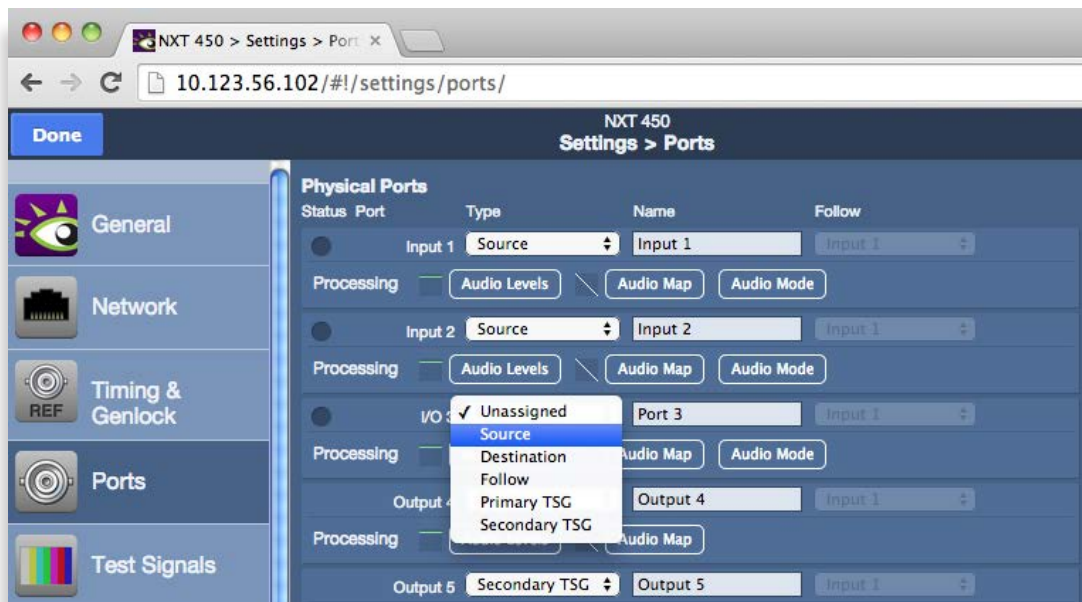 NXT 450 > Settings > Port
10.123.56.102/#!/settings/ports/
Done
NXT 450
Settings > Ports
General
Network
REF
Timing &
Genlock
Ports
Test Signals
Physical Ports
Status Port Type Name Follow
Input 1 Source Input 1 Input 1
Processing Audio Levels Audio Map Audio Mode
Input 2 Source Input 2 Input 1
Processing Audio Levels Audio Map Audio Mode
I/O 3 Port 3 Input 1
✓ Unassigned
Source
Destination
Follow
Primary TSG
Secondary TSG
Processing Audio Map Audio Mode
Output 4 Output 4 Input 1
Processing Audio Levels Audio Map
Output 5 Secondary TSG Output 5 Input 1